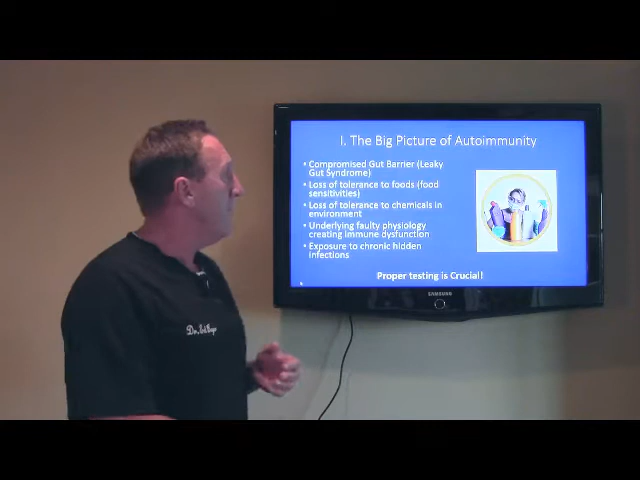 I. The Big Picture of Autoimmunity
• Compromised Gut Barrier (Leaky
Gut Syndrome)
• Loss of tolerance to foods (food
sensitivities)
• Loss of tolerance to chemicals in
environment
• Underlying faulty physiology
creating immune dysfunction
• Exposure to chronic hidden
infections
Proper testing is Crucial!
SAMSUNG
Dr.